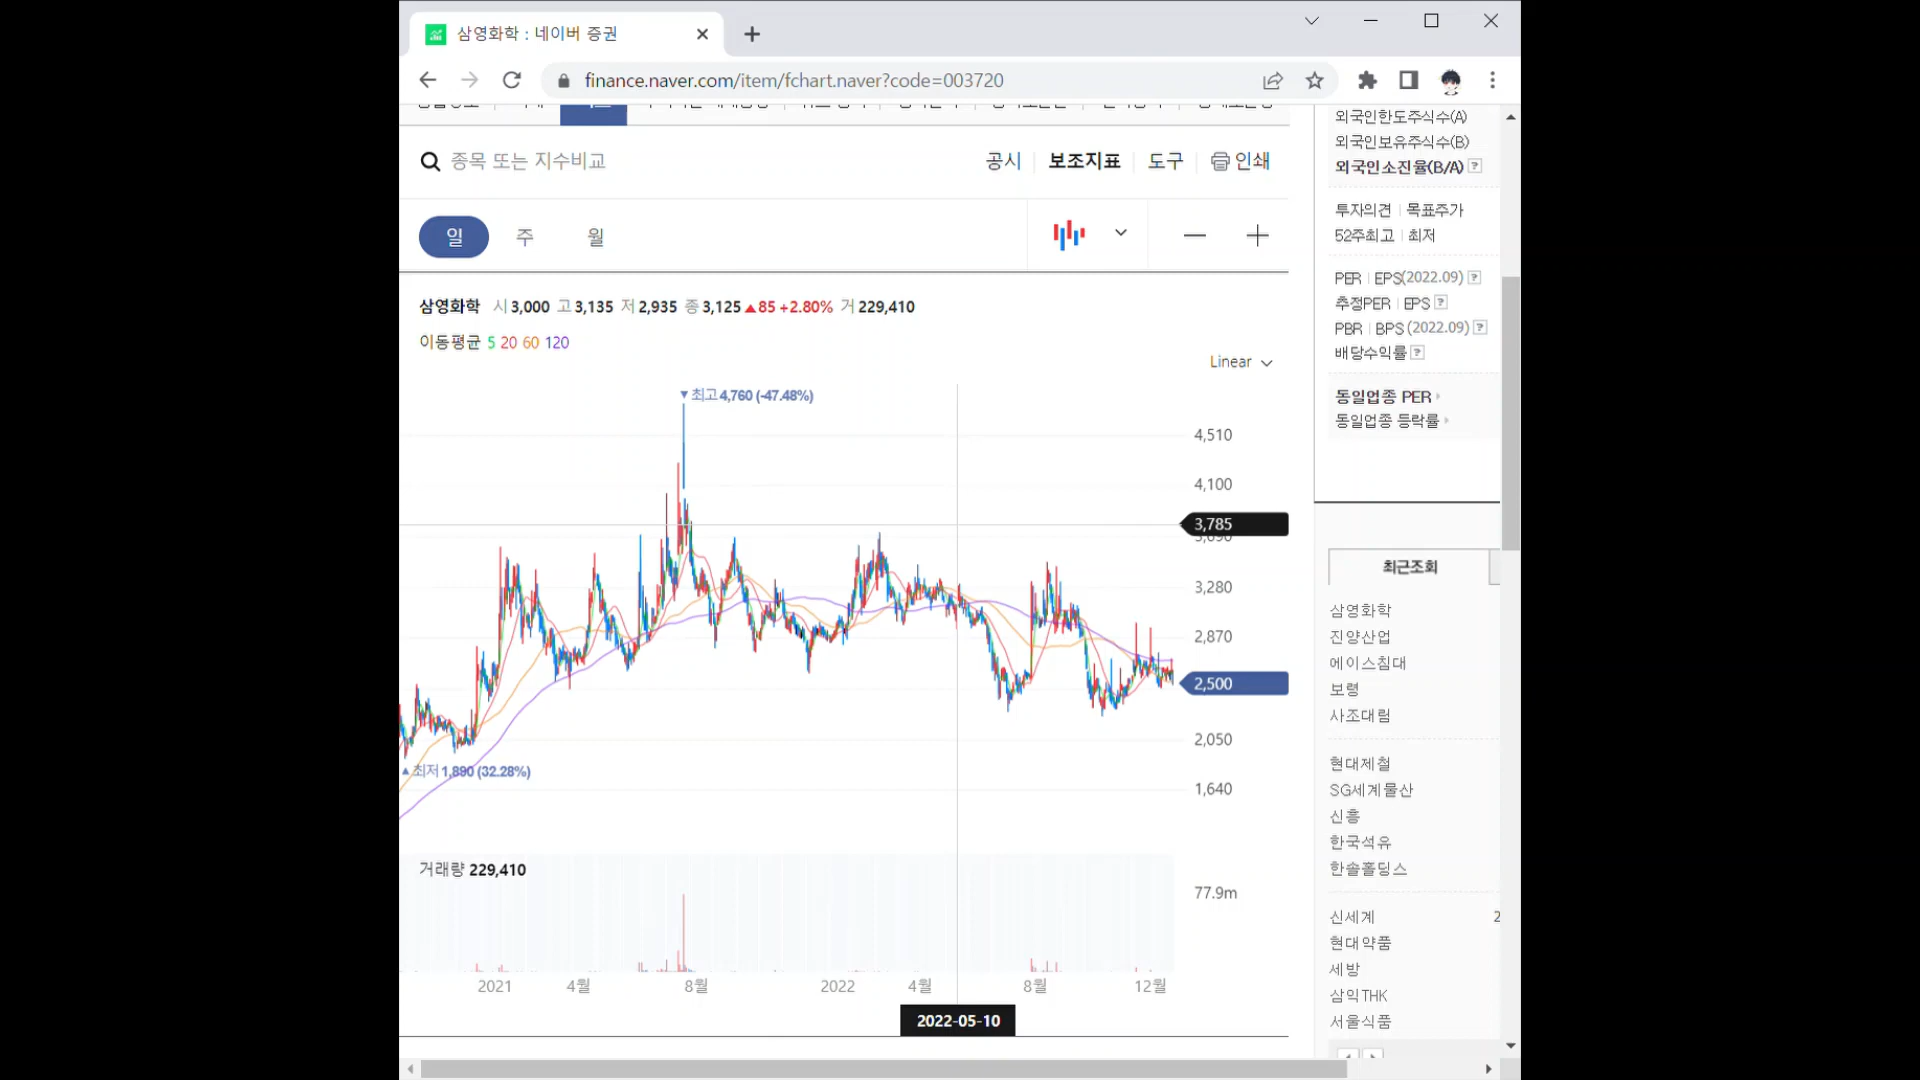 삼영화학 : 네이버 증권
finance.naver.com/item/fchart.naver?code=003720
종목 또는 지수비교
공시
보조지표
도구
인쇄
일 주 월
삼영화학 시 3,000 고 3,135 저 2,935 종 3,125 ▲85 +2.80% 거 229,410
이동평균 5 20 60 120
Linear
▼최고 4,760 (-47.48%)
4,510
4,100
3,785
3,690
3,280
2,870
2,500
2,050
▲최저 1,890 (32.28%)
1,640
거래량 229,410
77.9m
2021 4월 8월 2022 4월 8월 12월
2022-05-10
외국인한도주식수(A)
외국인보유주식수(B)
외국인소진율(B/A) ?
투자의견 | 목표주가
52주최고 | 최저
PER | EPS(2022.09) ?
추정PER | EPS ?
PBR | BPS (2022.09) ?
배당수익률 ?
동일업종 PER
동일업종 등락률
최근조회
삼영화학
진양산업
에이스침대
보령
사조대림
현대제철
SG세계물산
신흥
한국석유
한솔홀딩스
신세계 2
현대약품
세방
삼익THK
서울식품